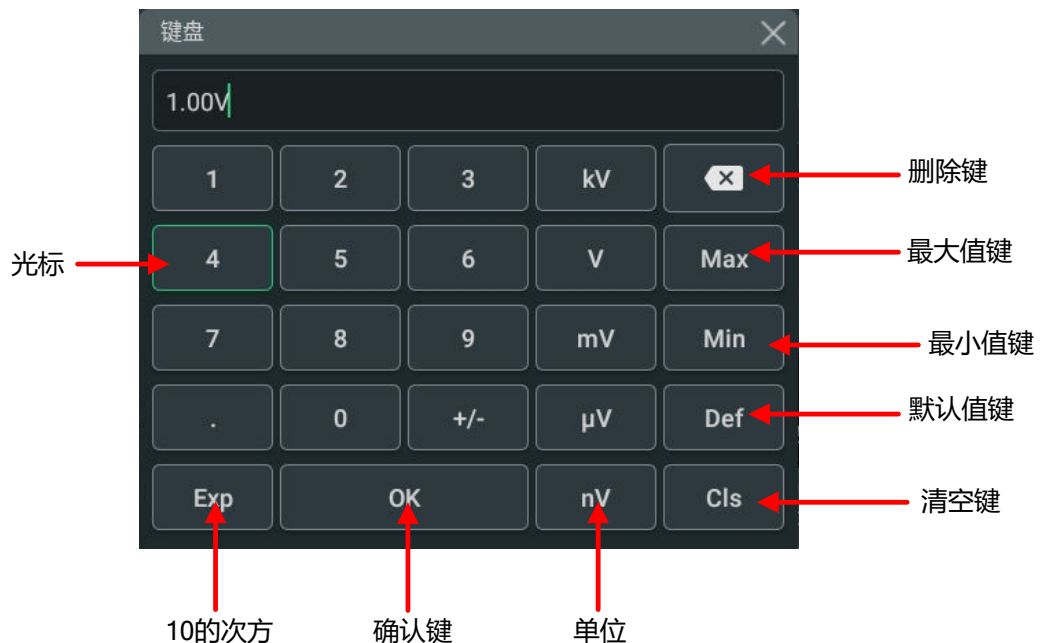 键盘
1.00V
1 2 3 kV 删除键
光标 4 5 6 V Max 最大值键
7 8 9 mV Min 最小值键
. 0 +/- µV Def 默认值键
Exp OK nV Cls 清空键
10的次方 确认键 单位